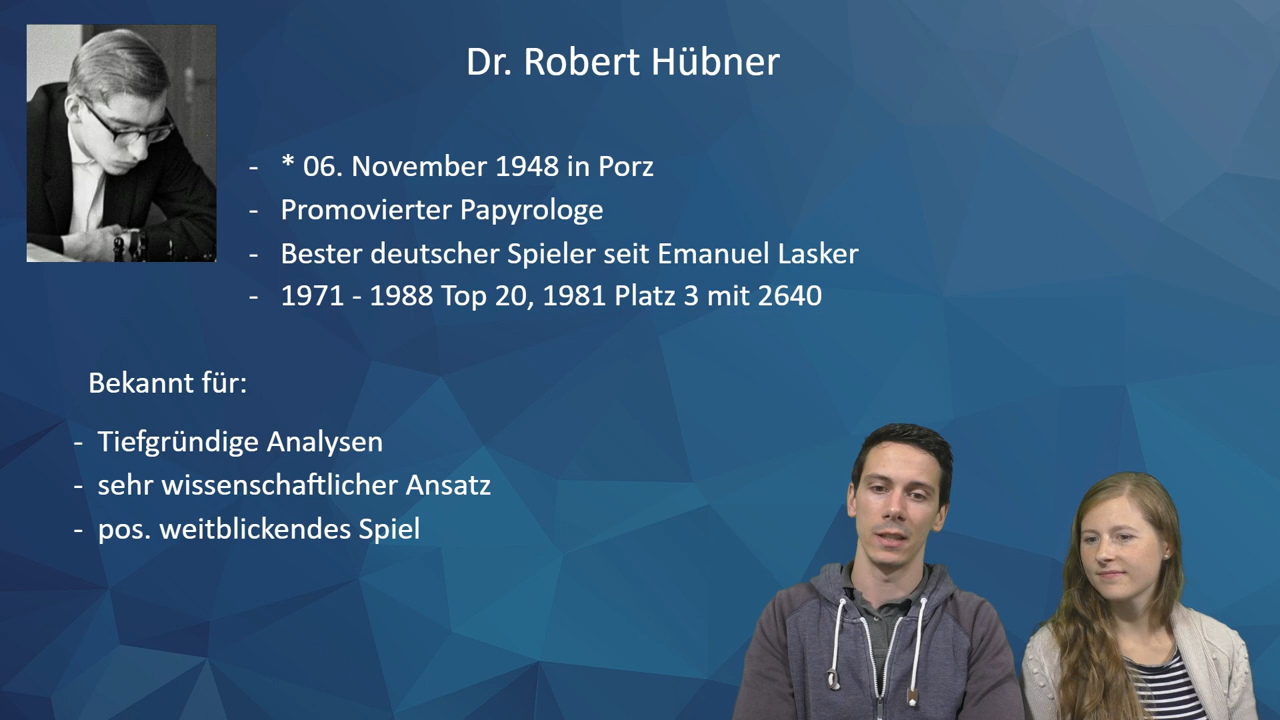 Dr. Robert Hübner
- * 06. November 1948 in Porz
- Promovierter Papyrologe
- Bester deutscher Spieler seit Emanuel Lasker
- 1971 - 1988 Top 20, 1981 Platz 3 mit 2640
Bekannt für:
- Tiefgründige Analysen
- sehr wissenschaftlicher Ansatz
- pos. weitblickendes Spiel